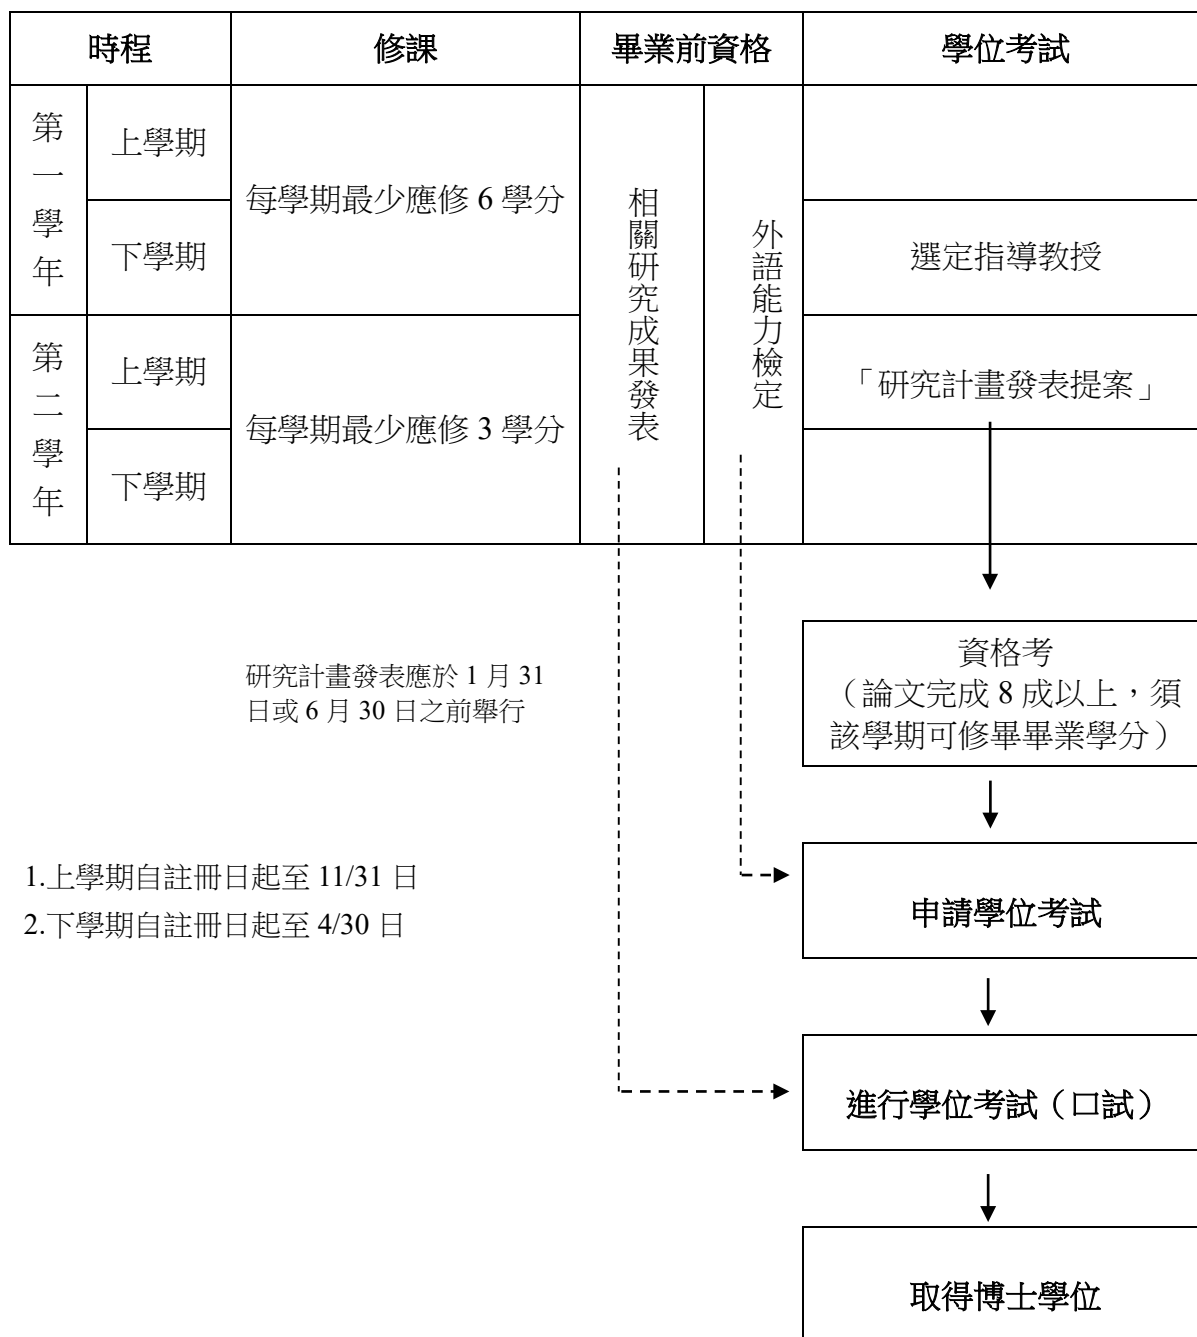 時程
修課
畢業前資格
學位考試
第一學年
上學期
每學期最少應修 6 學分
相關研究成果發表
外語能力檢定
下學期
選定指導教授
第二學年
上學期
每學期最少應修 3 學分
「研究計畫發表提案」
下學期
研究計畫發表應於 1 月 31
日或 6 月 30 日之前舉行
資格考
（論文完成 8 成以上，須
該學期可修畢畢業學分）
1.上學期自註冊日起至 11/31 日
2.下學期自註冊日起至 4/30 日
申請學位考試
進行學位考試（口試）
取得博士學位